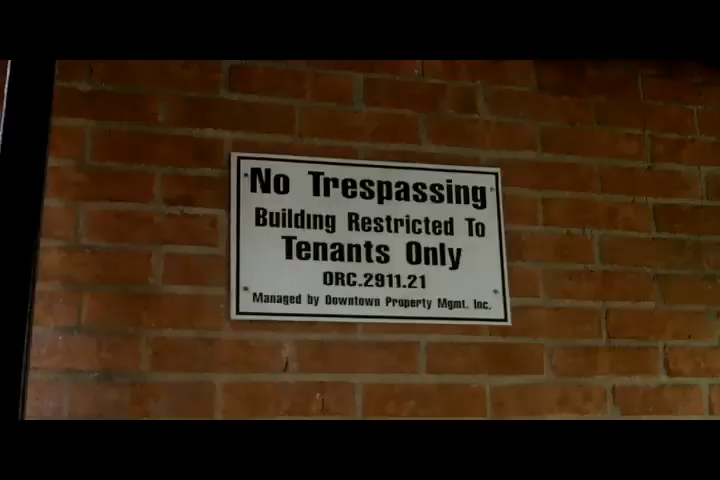 No Trespassing
Building Restricted To
Tenants Only
ORC.2911.21
Managed by Downtown Property Mgmt. Inc.